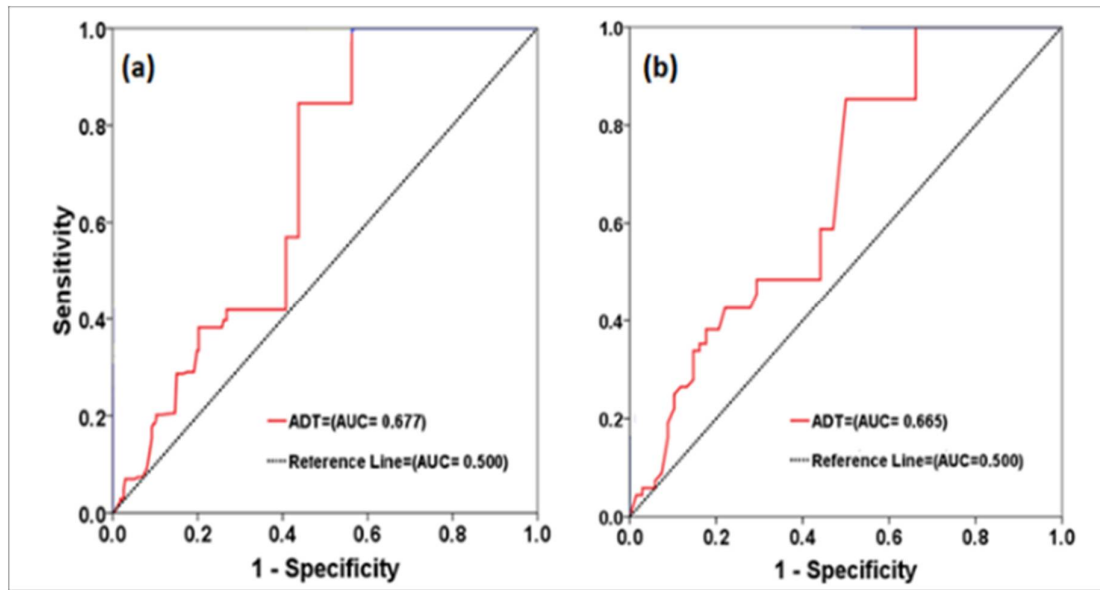 (a)
Sensitivity
1.0
0.8
0.6
0.4
0.2
0.0
ADT=(AUC= 0.677)
Reference Line=(AUC= 0.500)
0.0 0.2 0.4 0.6 0.8 1.0
1 - Specificity
(b)
1.0
0.8
0.6
0.4
0.2
0.0
ADT=(AUC= 0.665)
Reference Line=(AUC=0.500)
0.0 0.2 0.4 0.6 0.8 1.0
1 - Specificity